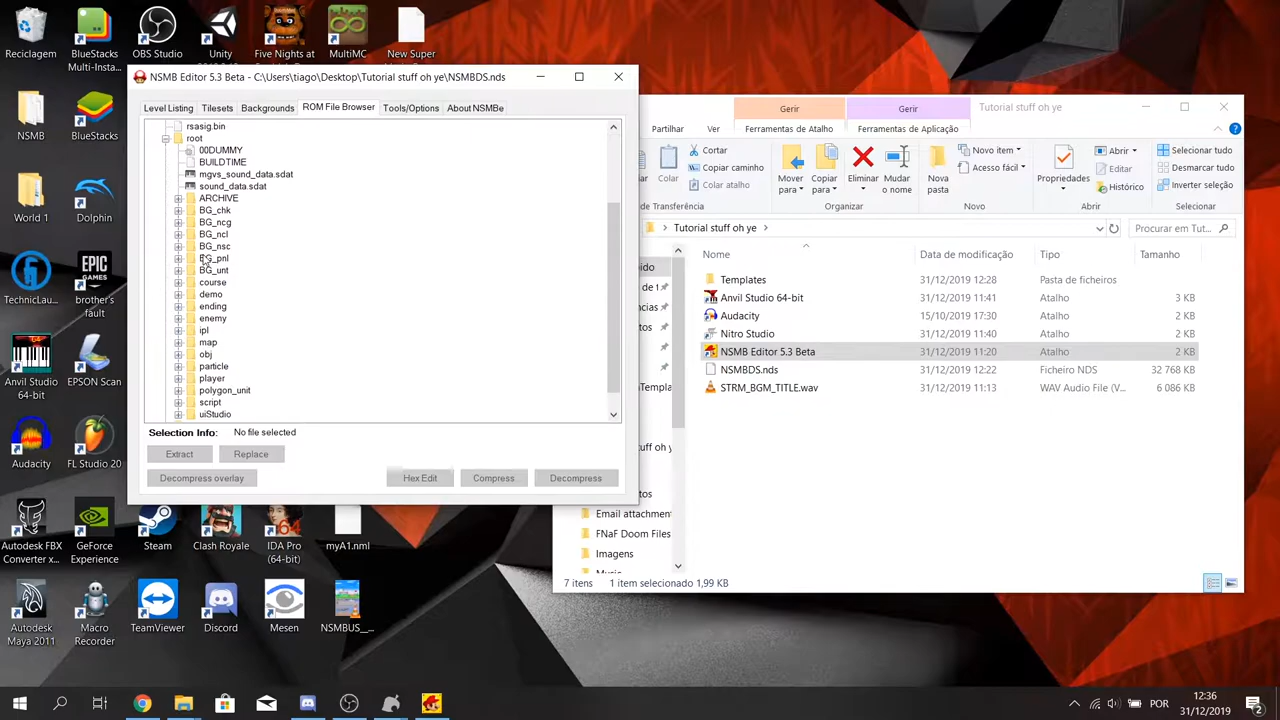 Reciclagem
BlueStacks
Multi-Insta...
OBS Studio
Unity
2019.2.19f
Five Nights at
MultiMC
New Super
NSMB
BlueStacks
World 1
Dolphin
TechnicLau...
EPIC
GAMES
brother's
fault
Anvil Studio
64-bit
EPSON Scan
Audacity
FL Studio 20
Autodesk FBX
Converter x...
GeForce
Experience
Steam
Clash Royale
IDA Pro
(64-bit)
myA1.nml
Autodesk
Maya 2011
Macro
Recorder
TeamViewer
Discord
Mesen
NSMBUS__...
NSMB Editor 5.3 Beta - C:\Users\tiago\Desktop\Tutorial stuff oh ye\NSMBDS.nds
Level Listing
Tilesets
Backgrounds
ROM File Browser
Tools/Options
About NSMBe
rsasig.bin
root
00DUMMY
BUILDTIME
mgvs_sound_data.sdat
sound_data.sdat
ARCHIVE
BG_chk
BG_ncg
BG_ncl
BG_nsc
BG_pnl
BG_unt
course
demo
ending
enemy
ipl
map
obj
particle
player
polygon_unit
script
uiStudio
Selection Info:
No file selected
Extract
Replace
Decompress overlay
Hex Edit
Compress
Decompress
Gerir
Gerir
Tutorial stuff oh ye
Partilhar
Ver
Ferramentas de Atalho
Ferramentas de Aplicação
Cortar
Copiar caminho
Colar atalho
Colar
de Transferência
Mover
para
Copiar
para
Eliminar
Mudar
o nome
Organizar
Nova
pasta
Novo item
Acesso fácil
Novo
Propriedades
Abrir
Editar
Histórico
Abrir
Selecionar tudo
Desmarcar tudo
Inverter seleção
Selecionar
Tutorial stuff oh ye
Procurar em Tut...
Nome
Data de modificação
Tipo
Tamanho
Templates
31/12/2019 12:28
Pasta de ficheiros
Anvil Studio 64-bit
31/12/2019 11:41
Atalho
3 KB
Audacity
15/10/2019 17:30
Atalho
2 KB
Nitro Studio
31/12/2019 11:40
Atalho
2 KB
NSMB Editor 5.3 Beta
31/12/2019 11:20
Atalho
2 KB
NSMBDS.nds
31/12/2019 12:22
Ficheiro NDS
32 768 KB
STRM_BGM_TITLE.wav
31/12/2019 11:13
WAV Audio File (V...
6 086 KB
Email attachment
FNaF Doom Files
Imagens
7 itens
1 item selecionado 1,99 KB
POR
12:36
31/12/2019
2